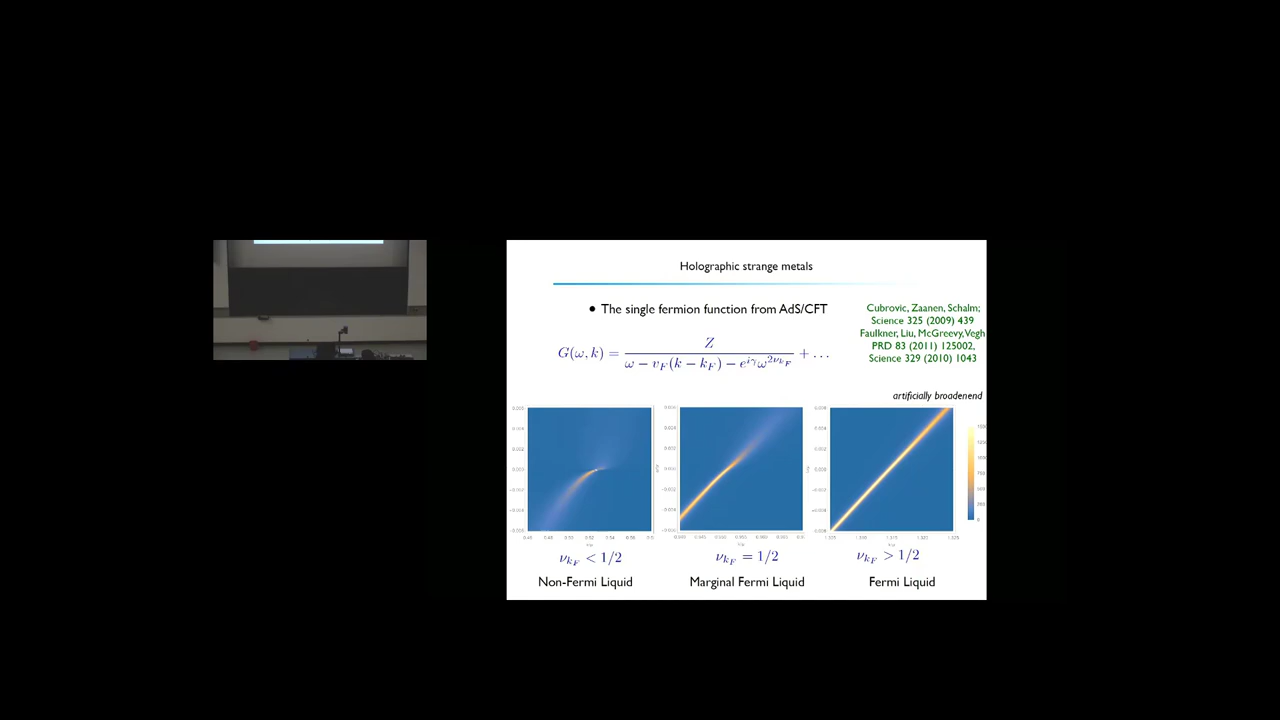 Holographic strange metals
• The single fermion function from AdS/CFT
Cubrovic, Zaanen, Schalm;
Science 325 (2009) 439
Faulkner, Liu, McGreevy, Vegh
PRD 83 (2011) 125002,
Science 329 (2010) 1043
G(ω, k) = Z / (ω − v_F(k − k_F) − e^{iγ}ω^{2ν_{k_F}}) + …
artificially broadenend
ν_{k_F} < 1/2
ν_{k_F} = 1/2
ν_{k_F} > 1/2
Non-Fermi Liquid
Marginal Fermi Liquid
Fermi Liquid